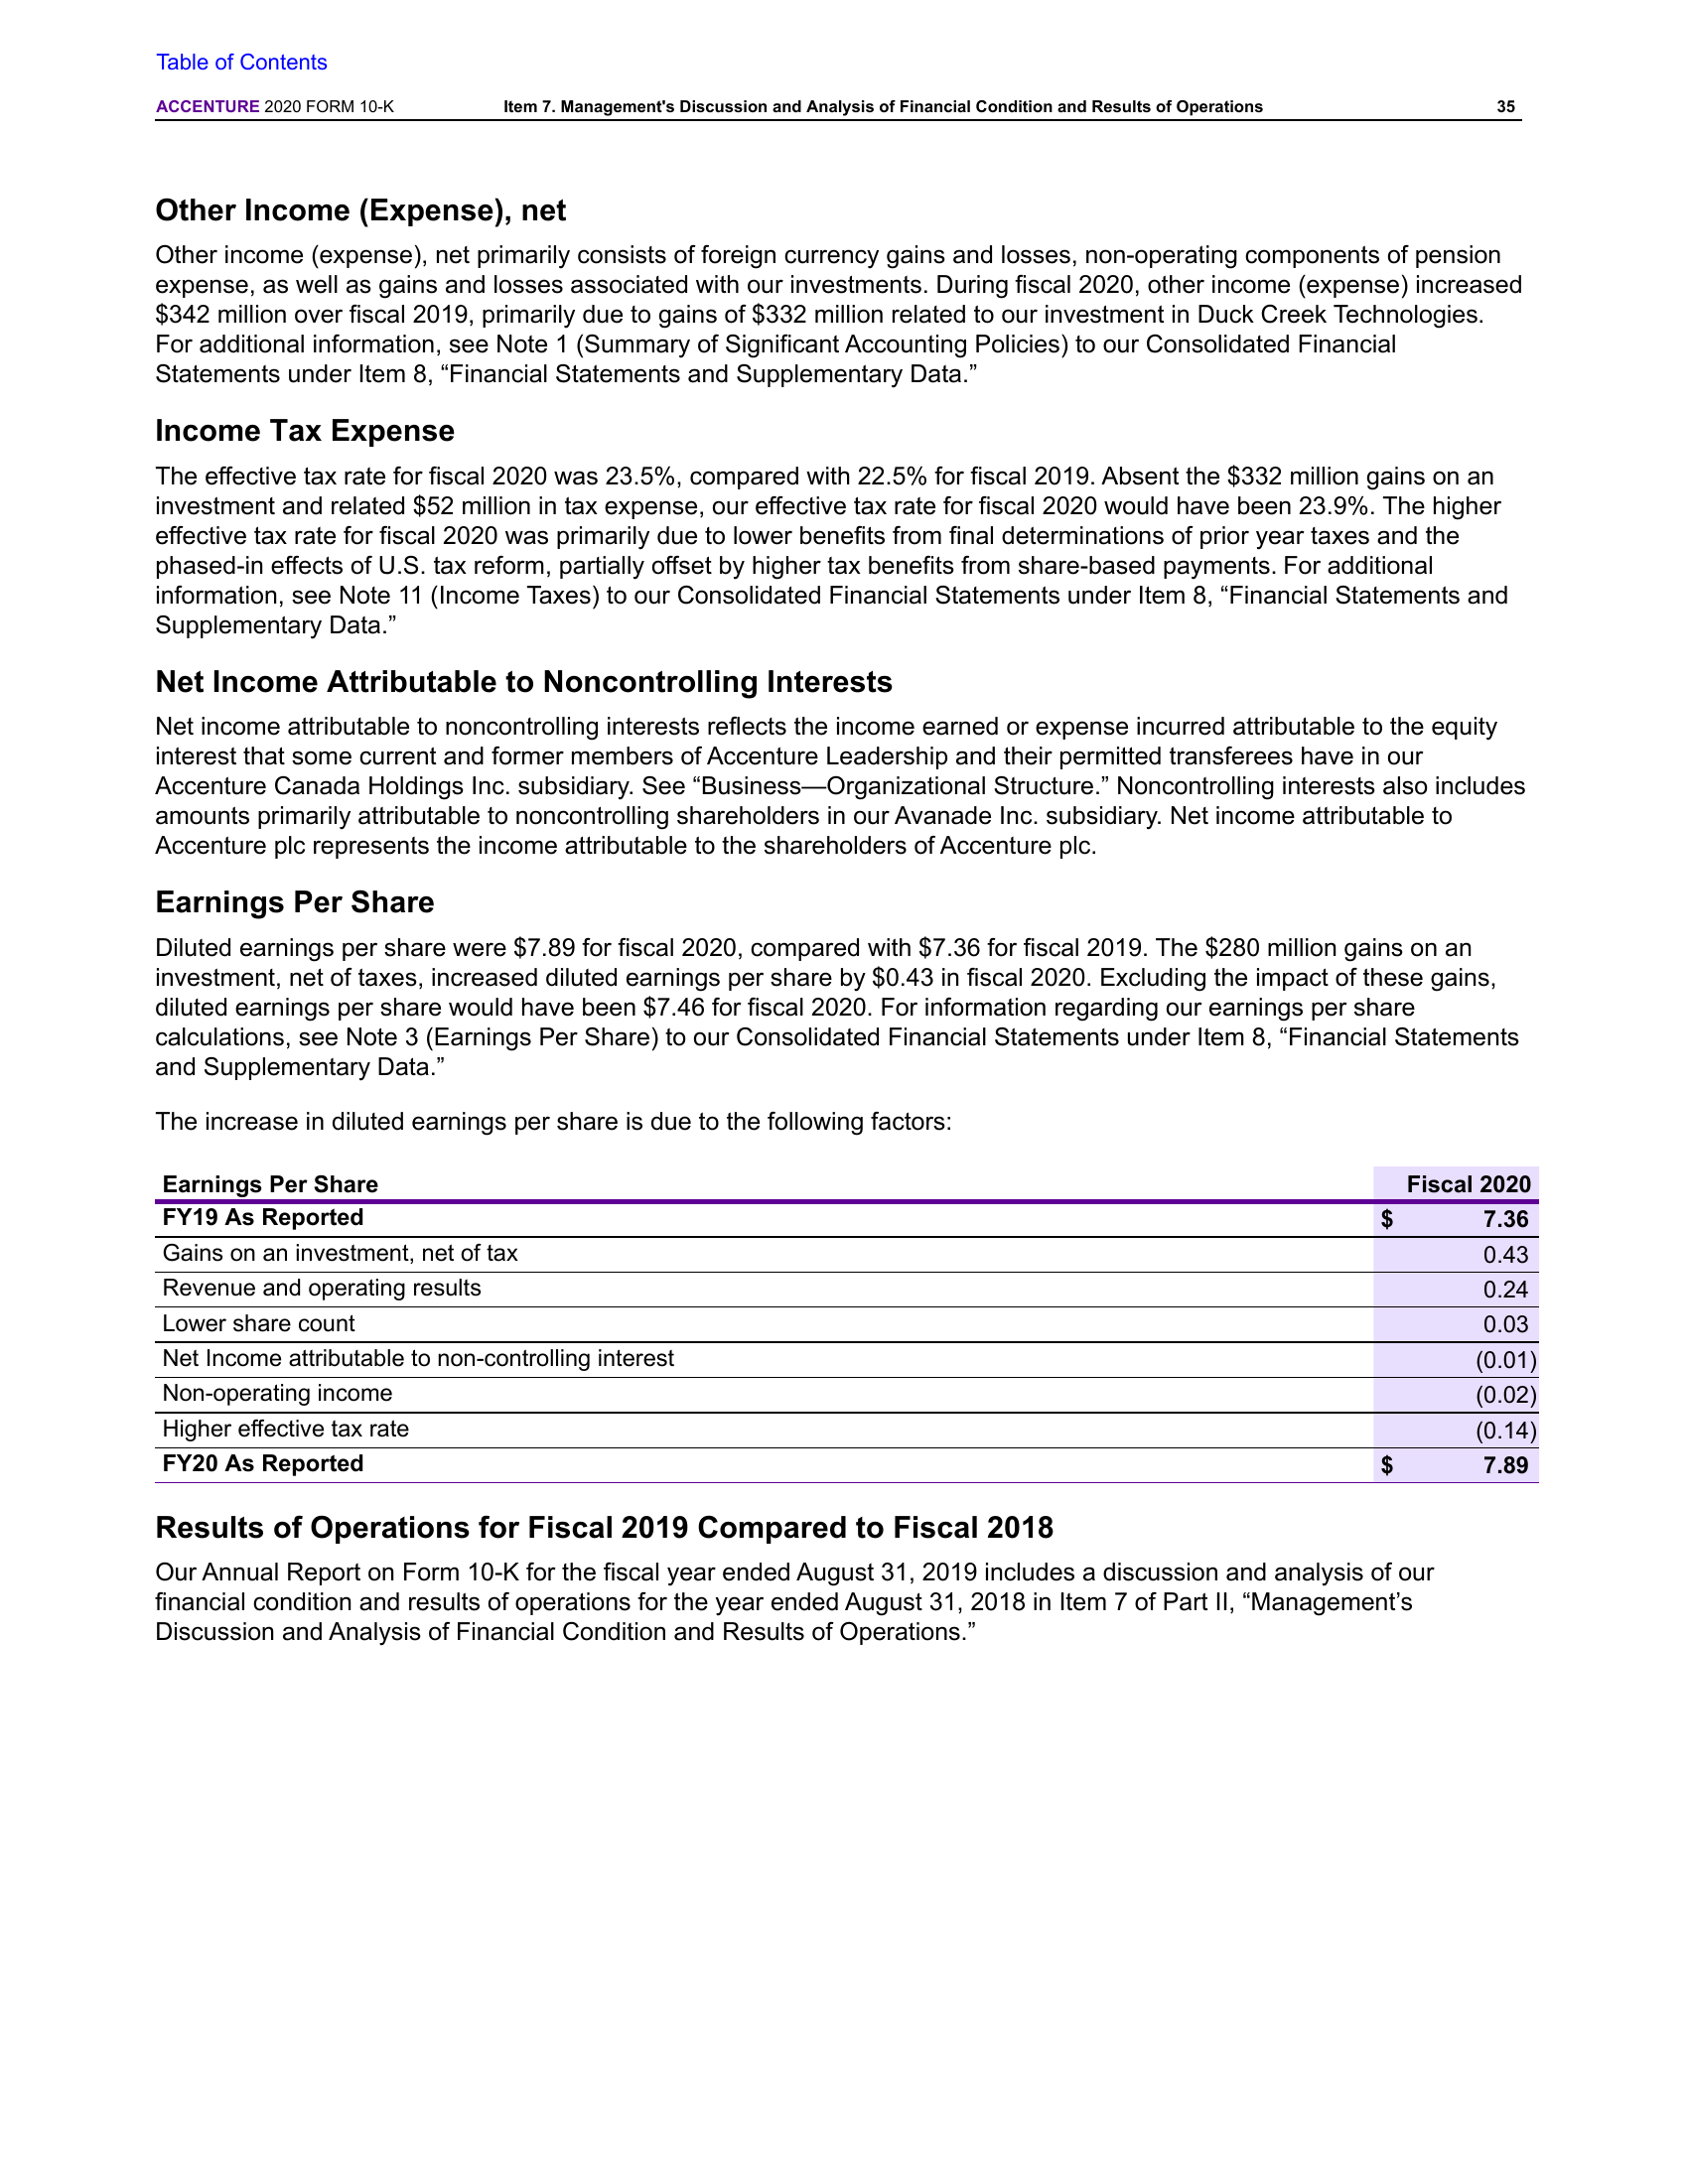 Table of Contents
ACCENTURE 2020 FORM 10-K Item 7. Management's Discussion and Analysis of Financial Condition and Results of Operations 35
Other Income (Expense), net
Other income (expense), net primarily consists of foreign currency gains and losses, non-operating components of pension
expense, as well as gains and losses associated with our investments. During fiscal 2020, other income (expense) increased
$342 million over fiscal 2019, primarily due to gains of $332 million related to our investment in Duck Creek Technologies.
For additional information, see Note 1 (Summary of Significant Accounting Policies) to our Consolidated Financial
Statements under Item 8, “Financial Statements and Supplementary Data.”
Income Tax Expense
The effective tax rate for fiscal 2020 was 23.5%, compared with 22.5% for fiscal 2019. Absent the $332 million gains on an
investment and related $52 million in tax expense, our effective tax rate for fiscal 2020 would have been 23.9%. The higher
effective tax rate for fiscal 2020 was primarily due to lower benefits from final determinations of prior year taxes and the
phased-in effects of U.S. tax reform, partially offset by higher tax benefits from share-based payments. For additional
information, see Note 11 (Income Taxes) to our Consolidated Financial Statements under Item 8, “Financial Statements and
Supplementary Data.”
Net Income Attributable to Noncontrolling Interests
Net income attributable to noncontrolling interests reflects the income earned or expense incurred attributable to the equity
interest that some current and former members of Accenture Leadership and their permitted transferees have in our
Accenture Canada Holdings Inc. subsidiary. See “Business—Organizational Structure.” Noncontrolling interests also includes
amounts primarily attributable to noncontrolling shareholders in our Avanade Inc. subsidiary. Net income attributable to
Accenture plc represents the income attributable to the shareholders of Accenture plc.
Earnings Per Share
Diluted earnings per share were $7.89 for fiscal 2020, compared with $7.36 for fiscal 2019. The $280 million gains on an
investment, net of taxes, increased diluted earnings per share by $0.43 in fiscal 2020. Excluding the impact of these gains,
diluted earnings per share would have been $7.46 for fiscal 2020. For information regarding our earnings per share
calculations, see Note 3 (Earnings Per Share) to our Consolidated Financial Statements under Item 8, “Financial Statements
and Supplementary Data.”
The increase in diluted earnings per share is due to the following factors:
Earnings Per Share Fiscal 2020
FY19 As Reported $ 7.36
Gains on an investment, net of tax 0.43
Revenue and operating results 0.24
Lower share count 0.03
Net Income attributable to non-controlling interest (0.01)
Non-operating income (0.02)
Higher effective tax rate (0.14)
FY20 As Reported $ 7.89
Results of Operations for Fiscal 2019 Compared to Fiscal 2018
Our Annual Report on Form 10-K for the fiscal year ended August 31, 2019 includes a discussion and analysis of our
financial condition and results of operations for the year ended August 31, 2018 in Item 7 of Part II, “Management’s
Discussion and Analysis of Financial Condition and Results of Operations.”